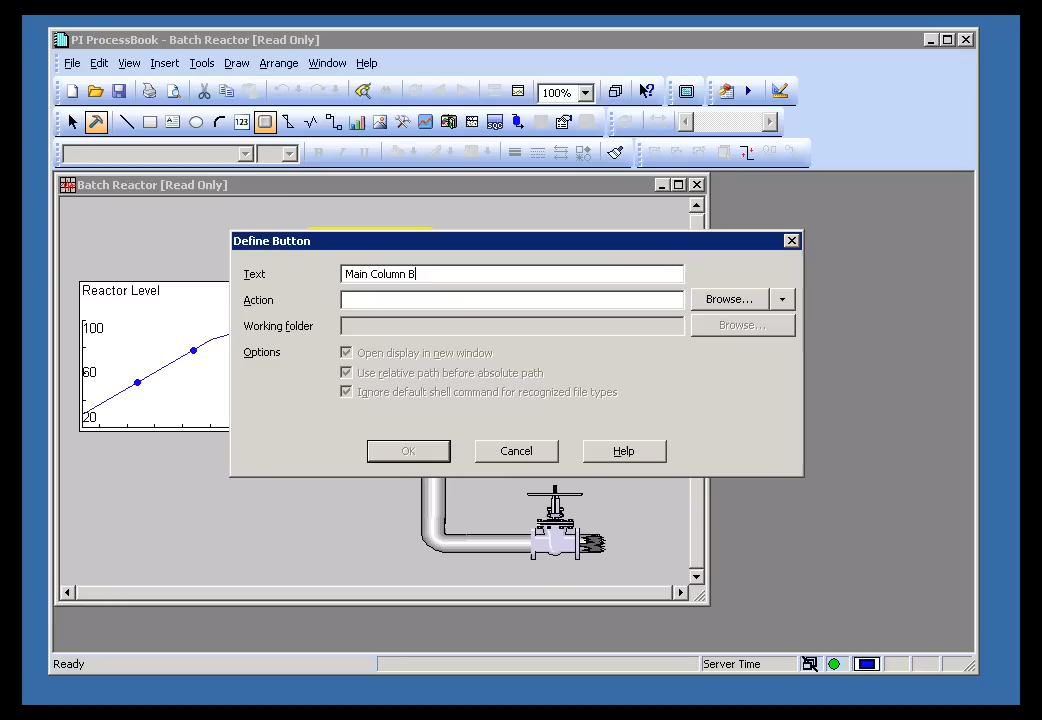 PI ProcessBook - Batch Reactor [Read Only]
File Edit View Insert Tools Draw Arrange Window Help
100%
123
SQC
B I U
Batch Reactor [Read Only]
Define Button
Text Main Column B
Action Browse...
Working folder Browse...
Options Open display in new window
Use relative path before absolute path
Ignore default shell command for recognized file types
OK Cancel Help
Reactor Level
100
60
20
Ready Server Time